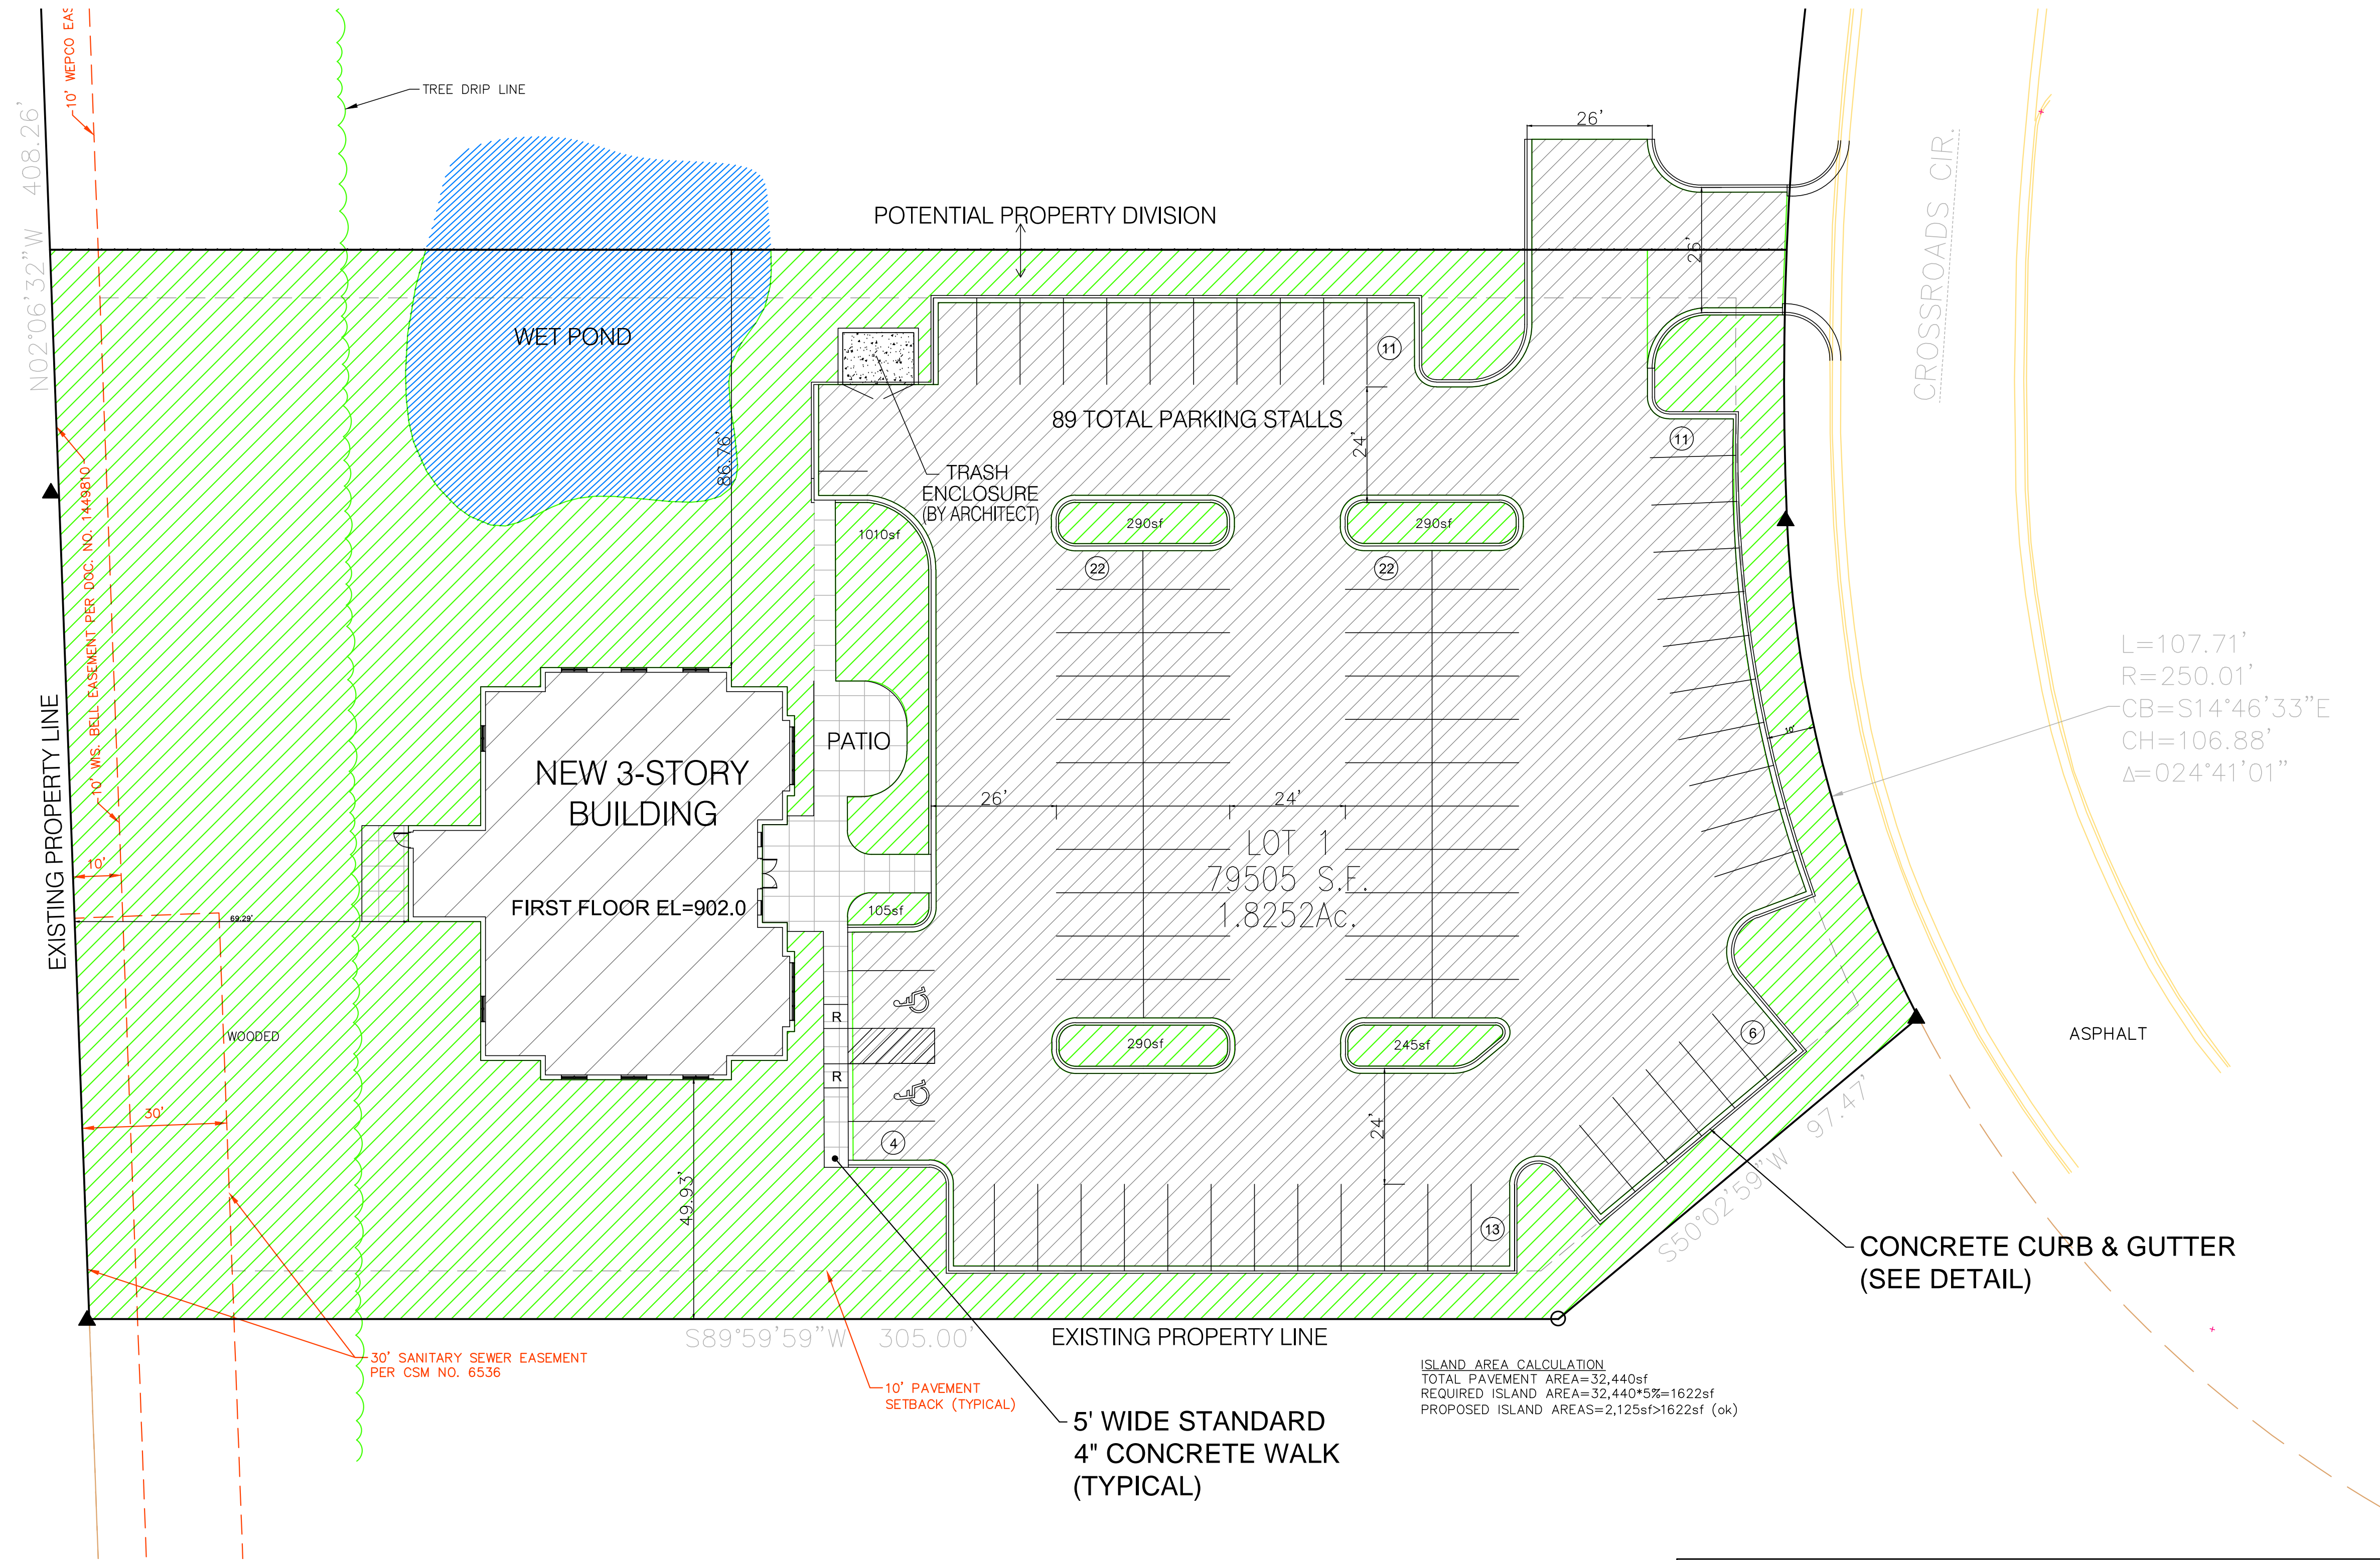 10' WEPCO EAS
N02°06'32"W 408.26'
TREE DRIP LINE
26'
POTENTIAL PROPERTY DIVISION
26'
CROSSROADS CIR.
WET POND
11
89 TOTAL PARKING STALLS
11
24'
86.76'
TRASH
ENCLOSURE
(BY ARCHITECT)
1010sf
290sf
290sf
22
22
10' WIS. BELL EASEMENT PER DOC. NO. 1449810
EXISTING PROPERTY LINE
L=107.71'
R=250.01'
CB=S14°46'33"E
CH=106.88'
Δ=024°41'01"
10'
PATIO
NEW 3-STORY
BUILDING
26'
24'
LOT 1
79505 S.F.
1.8252Ac.
10'
FIRST FLOOR EL=902.0
105sf
69.29'
WOODED
R
R
290sf
245sf
6
ASPHALT
30'
4
24'
97.47'
S50°02'59"W
49.93'
13
CONCRETE CURB & GUTTER
(SEE DETAIL)
S89°59'59"W 305.00'
EXISTING PROPERTY LINE
30' SANITARY SEWER EASEMENT
PER CSM NO. 6536
10' PAVEMENT
SETBACK (TYPICAL)
ISLAND AREA CALCULATION
TOTAL PAVEMENT AREA=32,440sf
REQUIRED ISLAND AREA=32,440*5%=1622sf
PROPOSED ISLAND AREAS=2,125sf>1622sf (ok)
5' WIDE STANDARD
4" CONCRETE WALK
(TYPICAL)